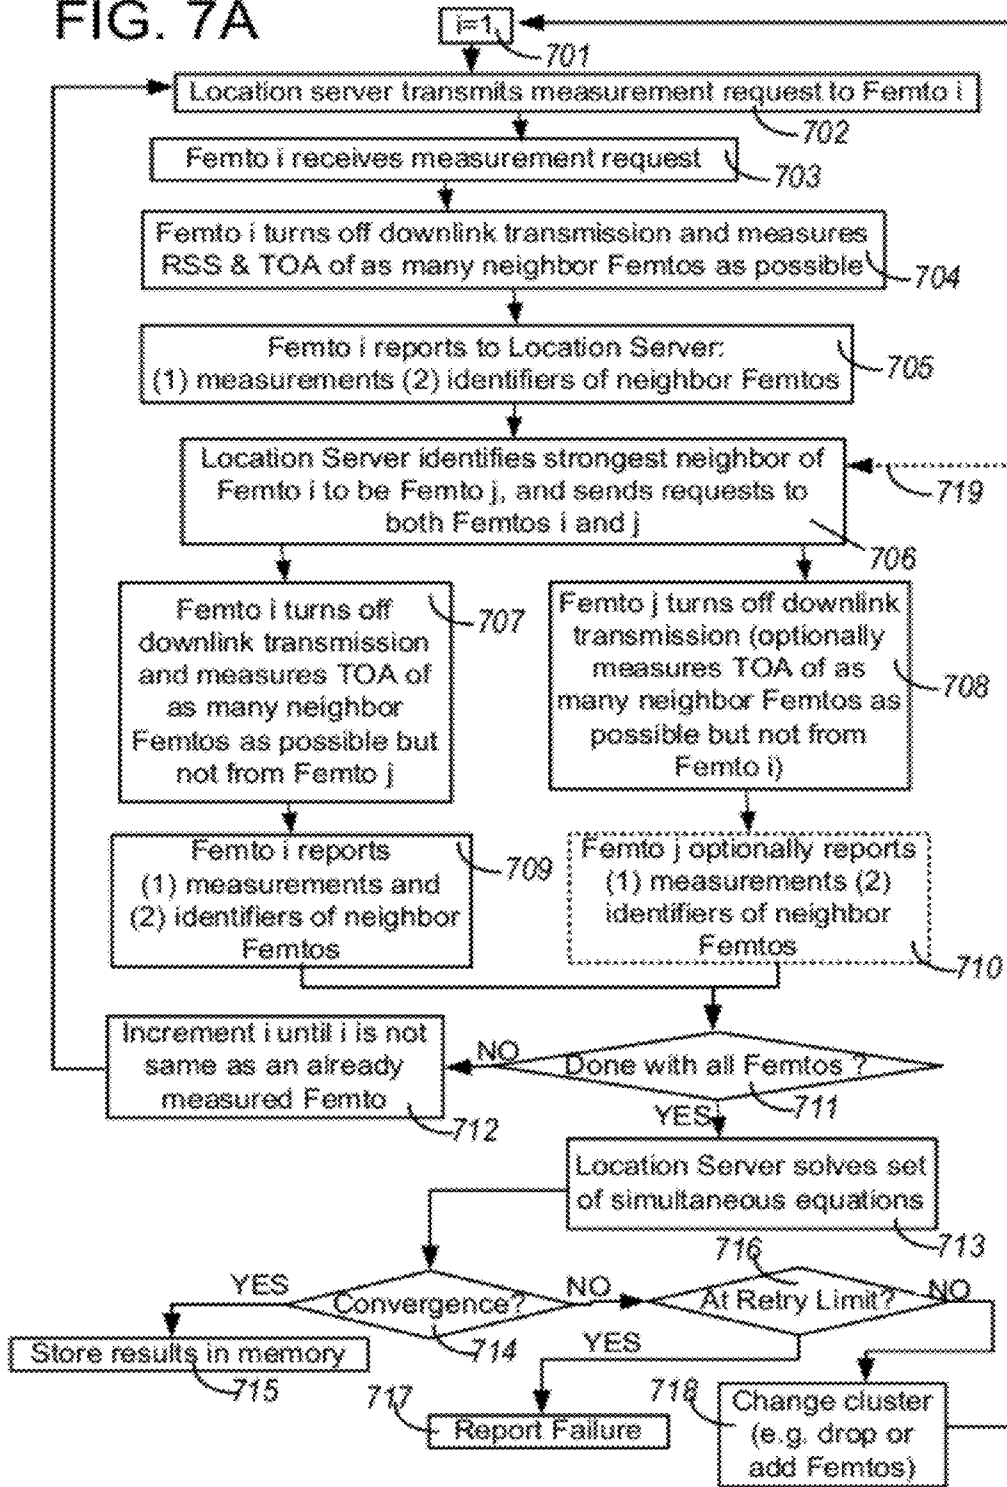 FIG. 7A
i=1,
701
Location server transmits measurement request to Femto i
702
Femto i receives measurement request
703
Femto i turns off downlink transmission and measures
RSS & TOA of as many neighbor Femtos as possible
704
Femto i reports to Location Server:
(1) measurements (2) identifiers of neighbor Femtos
705
Location Server identifies strongest neighbor of
Femto i to be Femto j, and sends requests to
both Femtos i and j
719
706
Femto i turns off
downlink transmission
and measures TOA of
as many neighbor
Femtos as possible but
not from Femto j
707
Femto j turns off downlink
transmission (optionally
measures TOA of as
many neighbor Femtos as
possible but not from
Femto i)
708
Femto i reports
(1) measurements and
(2) identifiers of neighbor
Femtos
709
Femto j optionally reports
(1) measurements (2)
identifiers of neighbor
Femtos
710
Increment i until i is not
same as an already
measured Femto
712
NO
Done with all Femtos ?
711
YES
Location Server solves set
of simultaneous equations
713
YES
Convergence?
714
NO
716
At Retry Limit?
NO
YES
Store results in memory
715
717
Report Failure
718
Change cluster
(e.g. drop or
add Femtos)